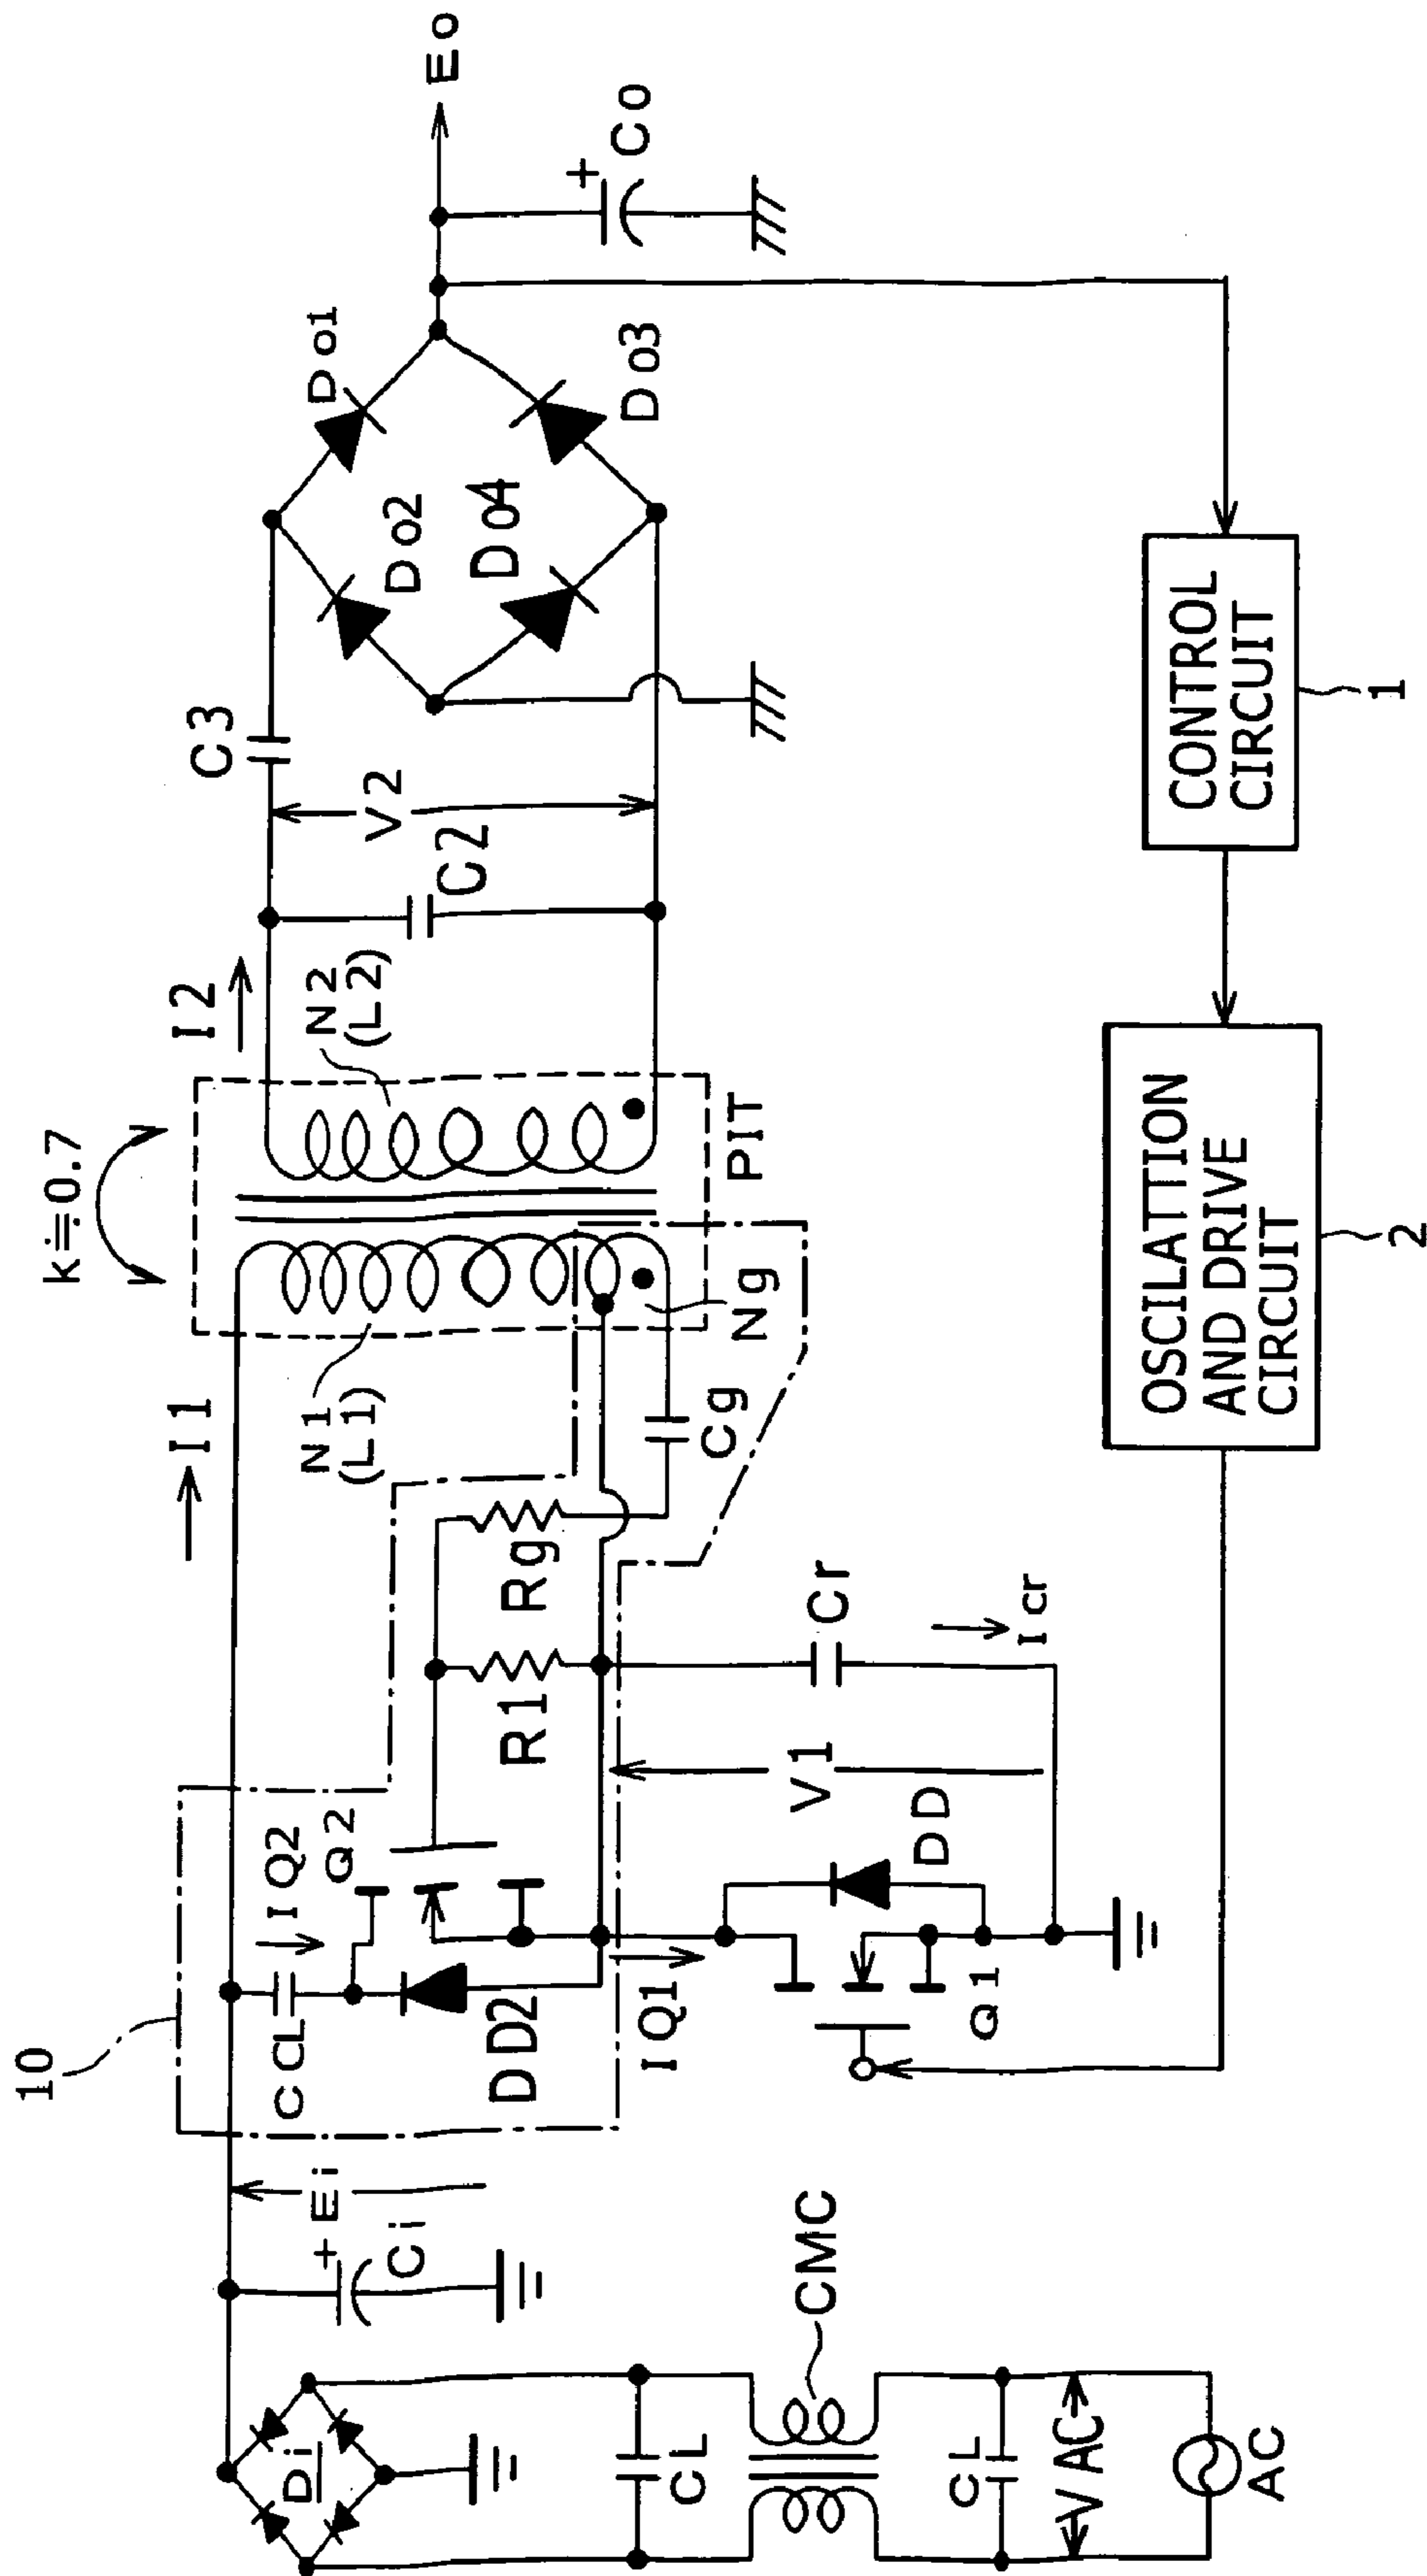 10
k≒0.7
I1
I2
C3
Do1
Eo
+
Co
N1
(L1)
N2
(L2)
V2
C2
Do2
Do4
Do3
CCL
IQ2
Q2
DD2
R1
Rg
Cg
Ng
PIT
Ei
+
Ci
Di
IQ1
V1
Cr
Icr
DD
Q1
CMC
CL
CL
VAC
AC
OSCILATTION
AND DRIVE
CIRCUIT
2
CONTROL
CIRCUIT
1